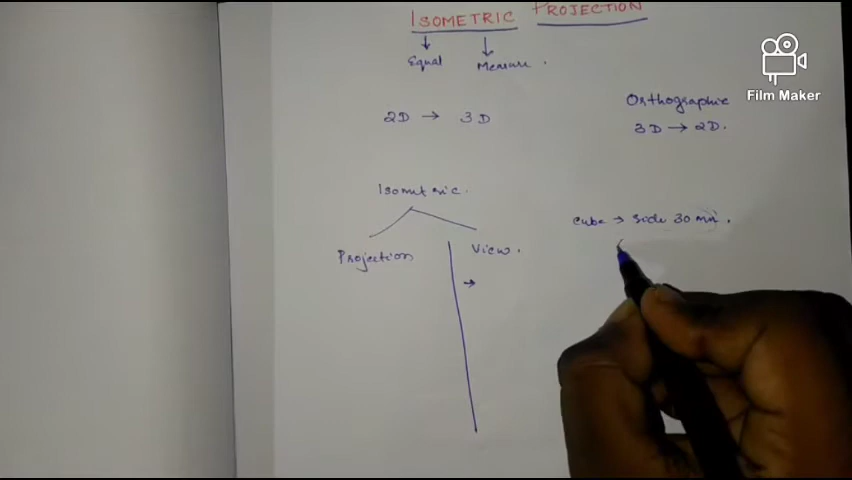 ISOMETRIC PROJECTION
Equal Measure.
Orthographic
2D → 3D
3D → 2D.
Isometric.
Cube → Side 30 mm.
Projection
View.
→
Film Maker